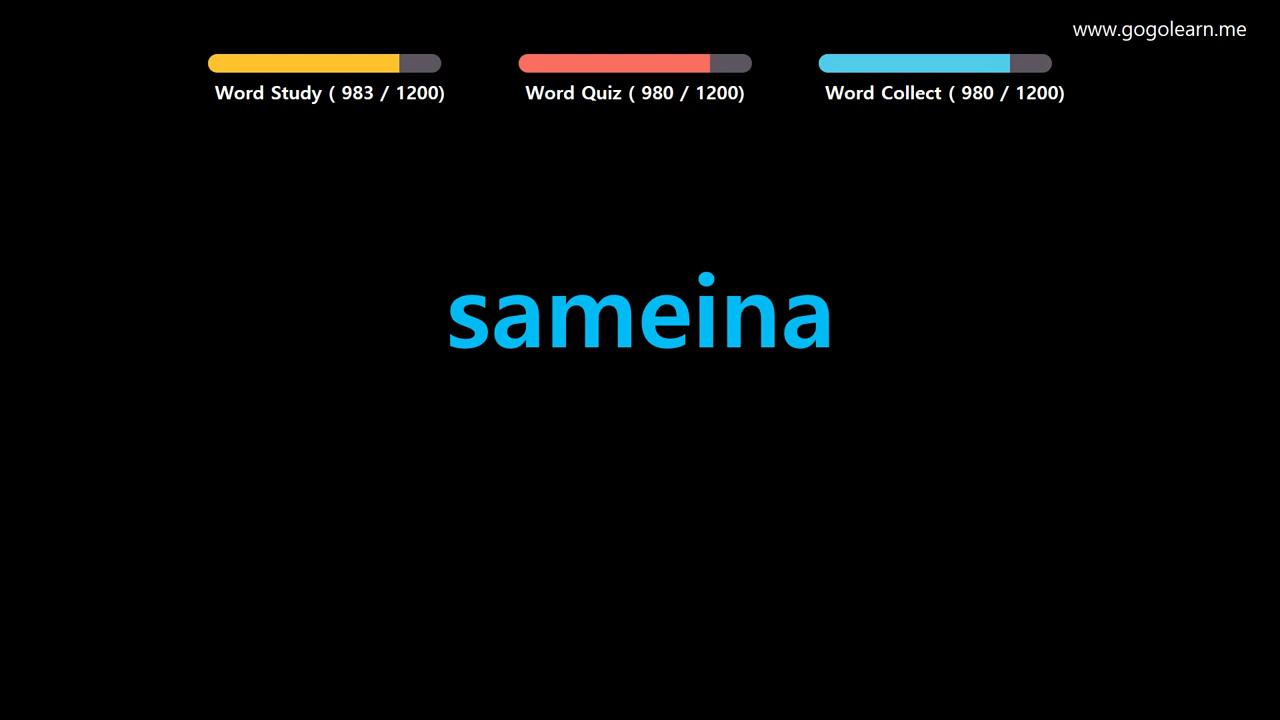 www.gogolearn.me
Word Study ( 983 / 1200)
Word Quiz ( 980 / 1200)
Word Collect ( 980 / 1200)
sameina